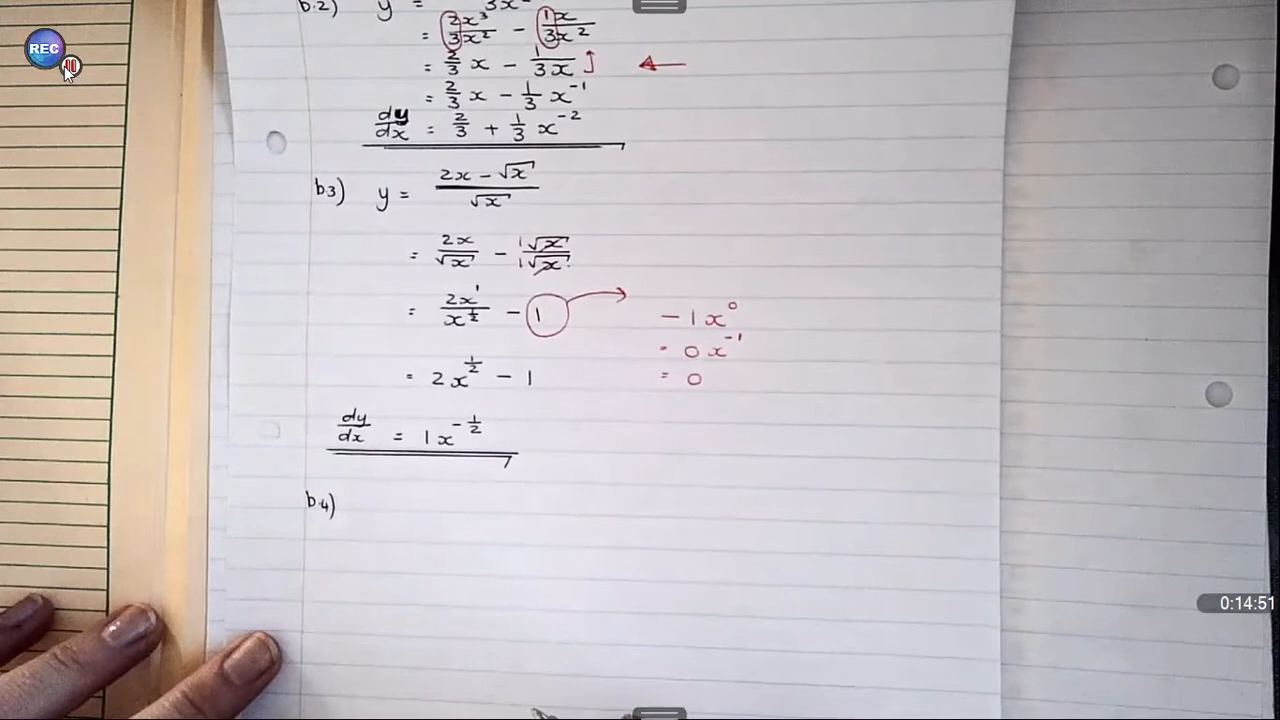 REC
b.2) y = 3x
= 2x³/3x² - 1x/3x²
= 2/3 x - 1/3x
= 2/3 x - 1/3 x⁻¹
dy/dx = 2/3 + 1/3 x⁻²
b.3) y = 2x - √x / √x
= 2x/√x - 1√x/1√x
= 2x¹/x^½ - 1
- 1x⁰
= 0x⁻¹
= 2x^½ - 1
= 0
dy/dx = 1x^-½
b.4)
0:14:51